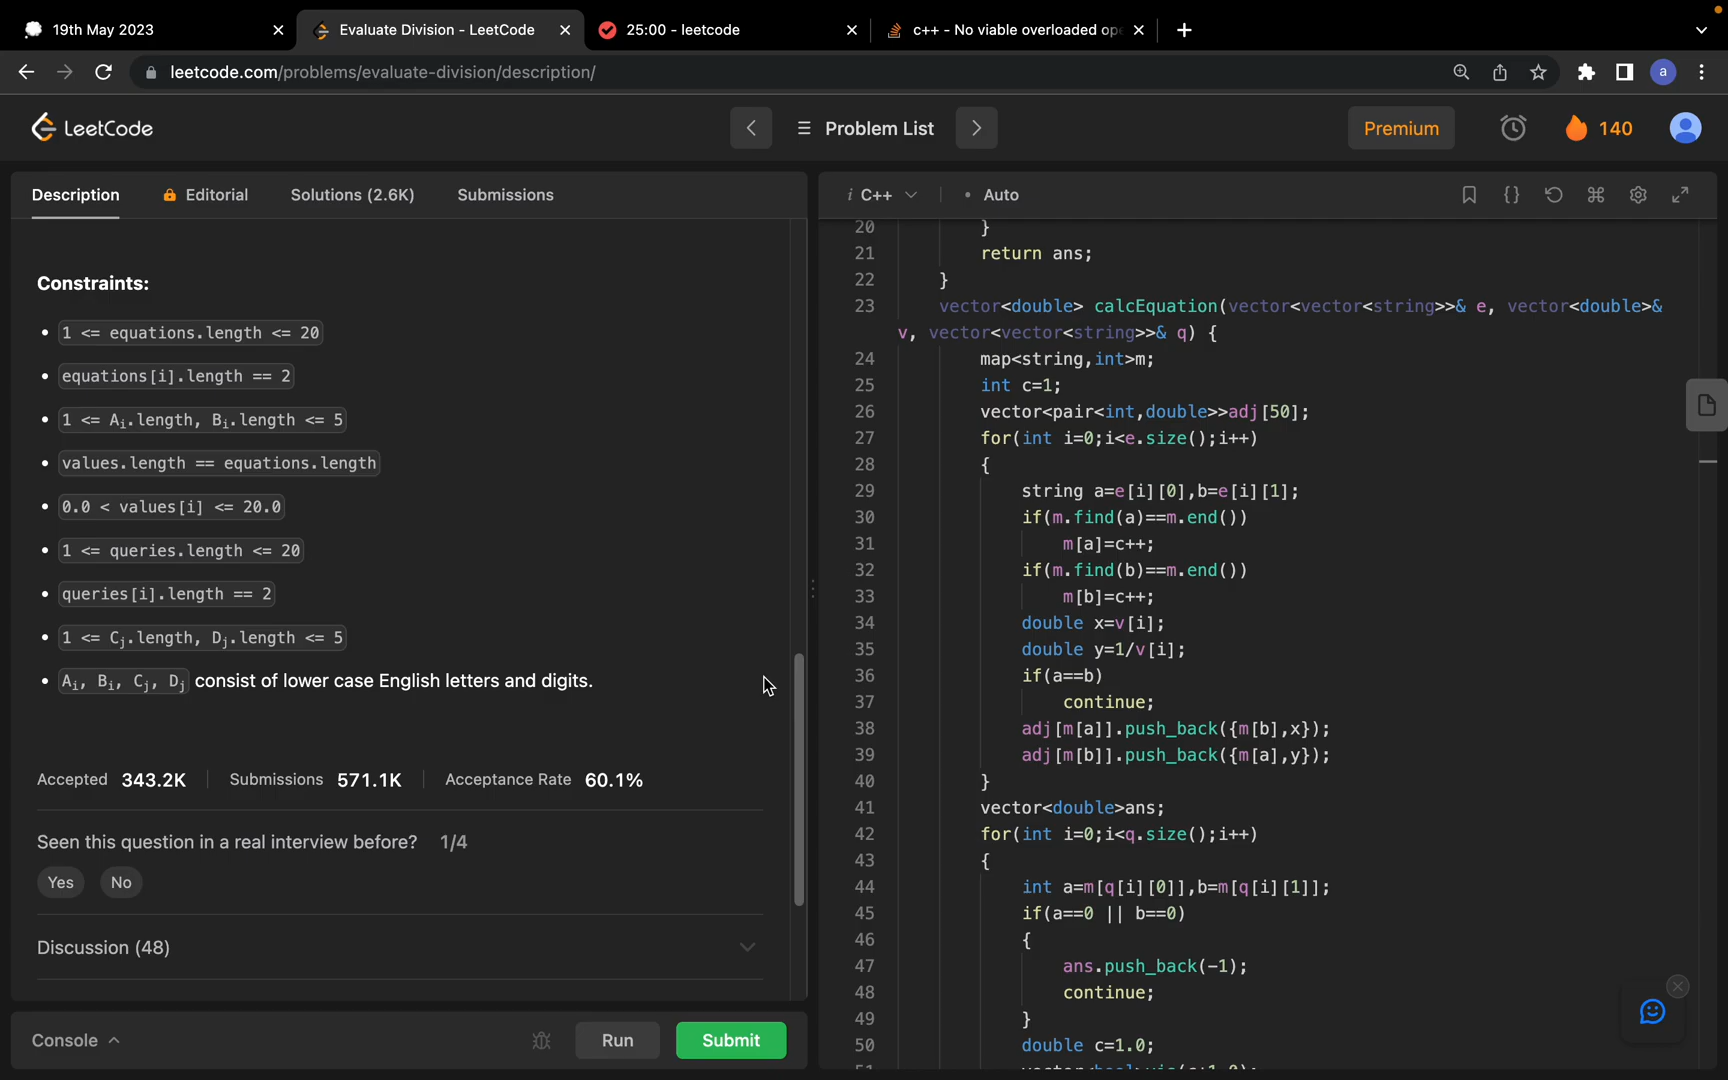 19th May 2023
Evaluate Division - LeetCode
25:00 - leetcode
c++ - No viable overloaded ope
leetcode.com/problems/evaluate-division/description/
a
LeetCode
Problem List
Premium
140
Description
Editorial
Solutions (2.6K)
Submissions
Constraints:
1 <= equations.length <= 20
equations[i].length == 2
1 <= Ai.length, Bi.length <= 5
values.length == equations.length
0.0 < values[i] <= 20.0
1 <= queries.length <= 20
queries[i].length == 2
1 <= Cj.length, Dj.length <= 5
Ai, Bi, Cj, Dj consist of lower case English letters and digits.
Accepted 343.2K
Submissions 571.1K
Acceptance Rate 60.1%
Seen this question in a real interview before? 1/4
Yes No
Discussion (48)
Console
Run
Submit
i C++
• Auto
20 }
21 return ans;
22 }
23 vector<double> calcEquation(vector<vector<string>>& e, vector<double>&
v, vector<vector<string>>& q) {
24 map<string,int>m;
25 int c=1;
26 vector<pair<int,double>>adj[50];
27 for(int i=0;i<e.size();i++)
28 {
29 string a=e[i][0],b=e[i][1];
30 if(m.find(a)==m.end())
31 m[a]=c++;
32 if(m.find(b)==m.end())
33 m[b]=c++;
34 double x=v[i];
35 double y=1/v[i];
36 if(a==b)
37 continue;
38 adj[m[a]].push_back({m[b],x});
39 adj[m[b]].push_back({m[a],y});
40 }
41 vector<double>ans;
42 for(int i=0;i<q.size();i++)
43 {
44 int a=m[q[i][0]],b=m[q[i][1]];
45 if(a==0 || b==0)
46 {
47 ans.push_back(-1);
48 continue;
49 }
50 double c=1.0;